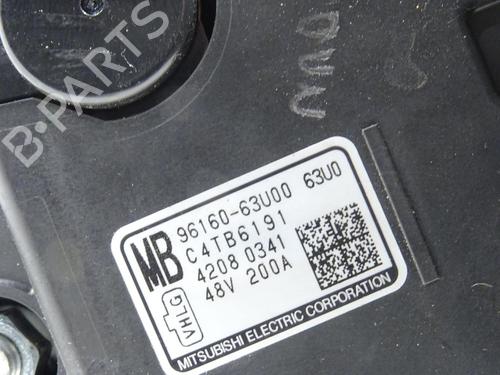 B-PARTS
MB
96160-63U00 63U0
C4TB6191
4208 0341
48V 200A
VHLG
MITSUBISHI ELECTRIC CORPORATION